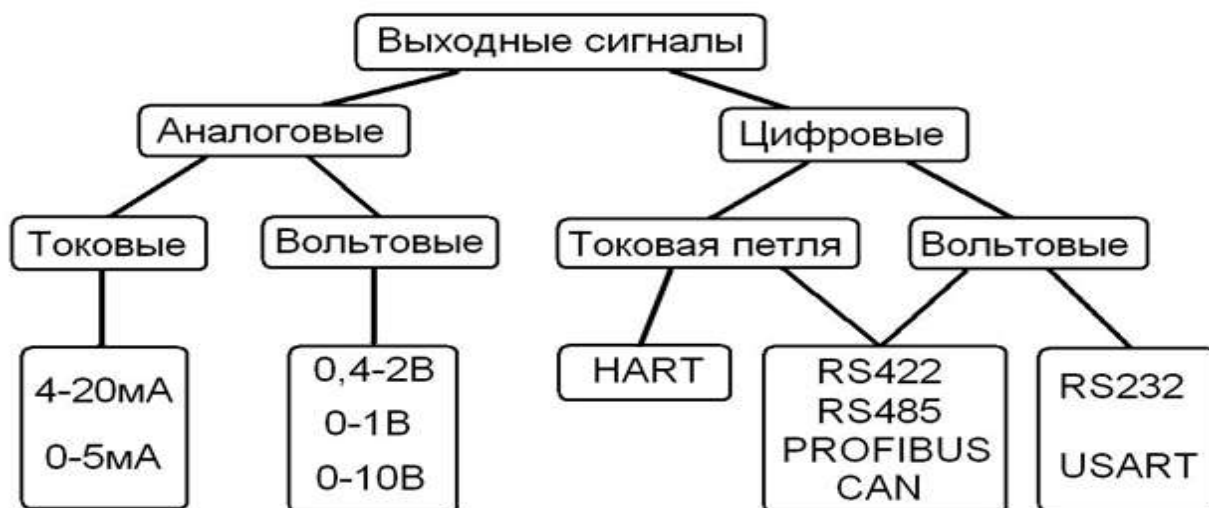 Выходные сигналы
Аналоговые
Цифровые
Токовые
Вольтовые
Токовая петля
Вольтовые
4-20мА
0-5мА
0,4-2В
0-1В
0-10В
HART
RS422
RS485
PROFIBUS
CAN
RS232
USART